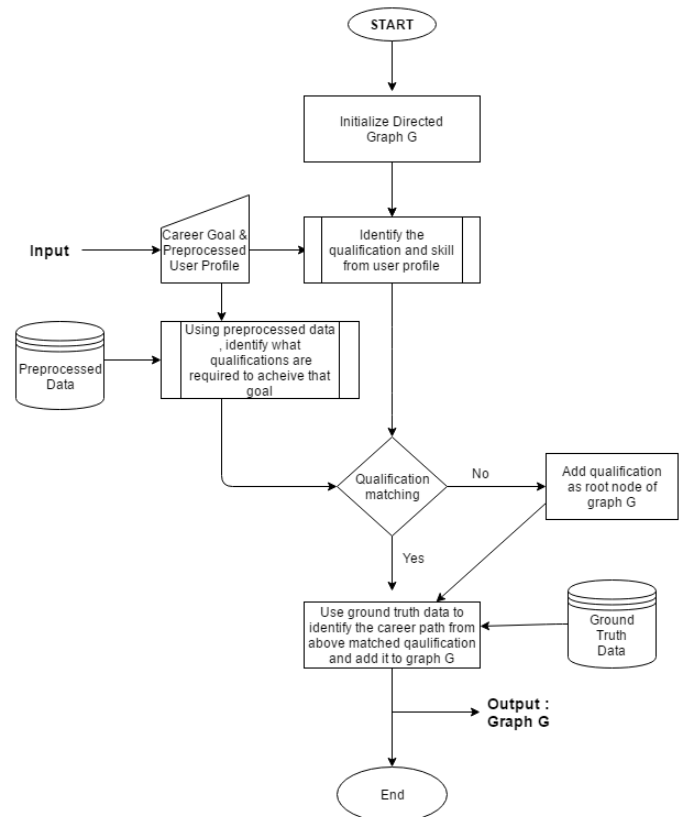 START
Initialize Directed
Graph G
Input
Career Goal &
Preprocessed
User Profile
Identify the
qualification and skill
from user profile
Preprocessed
Data
Using preprocessed data
, identify what
qualifications are
required to acheive that
goal
Qualification
matching
No
Add qualification
as root node of
graph G
Yes
Use ground truth data to
identify the career path from
above matched qaulification
and add it to graph G
Ground
Truth
Data
Output :
Graph G
End